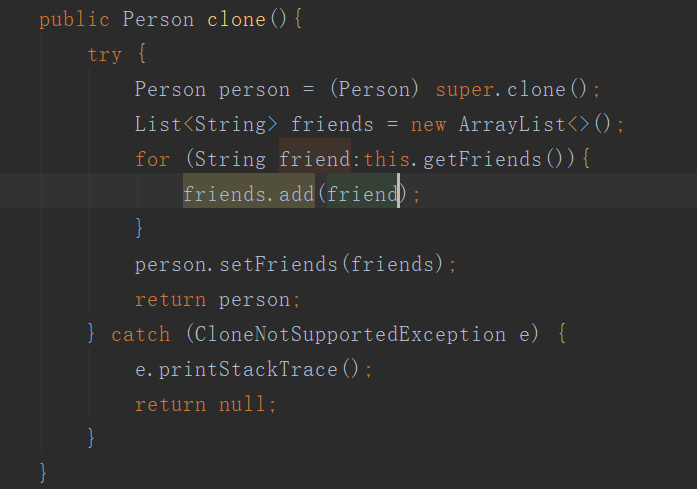 public Person clone(){
try {
Person person = (Person) super.clone();
List<String> friends = new ArrayList<>();
for (String friend:this.getFriends()){
friends.add(friend);
}
person.setFriends(friends);
return person;
} catch (CloneNotSupportedException e) {
e.printStackTrace();
return null;
}
}